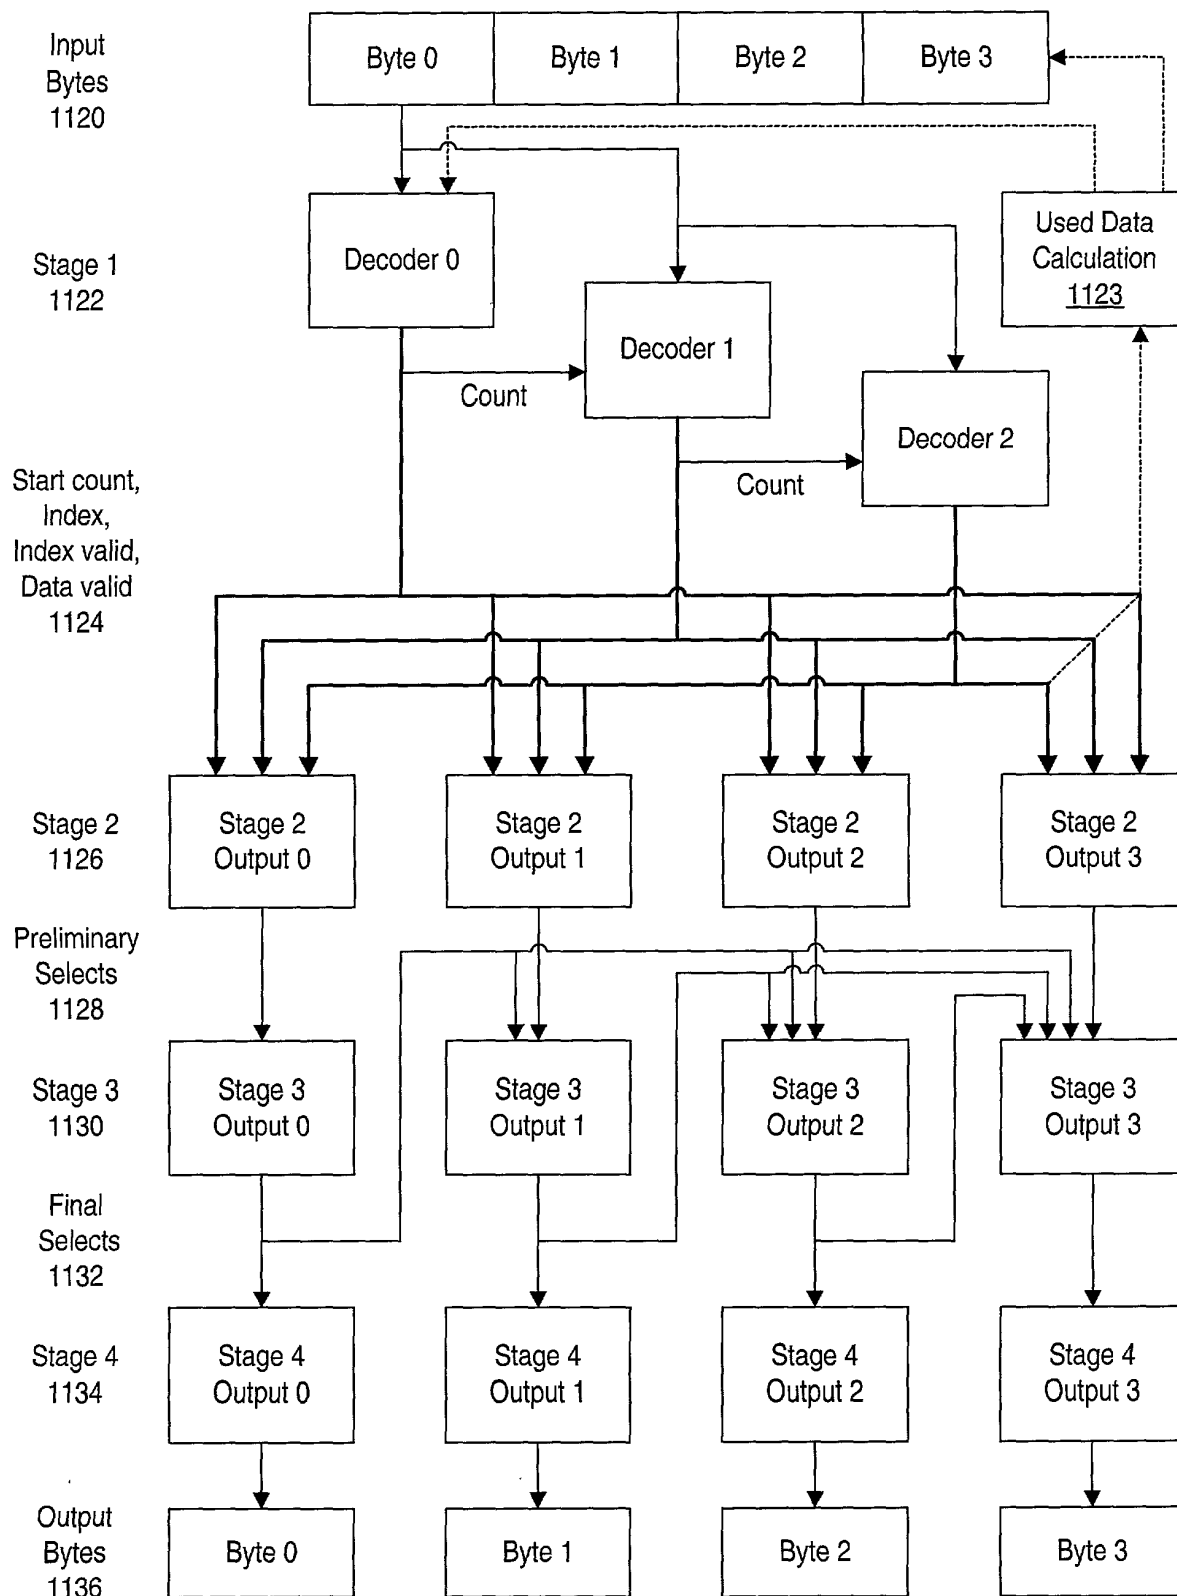 Input
Bytes
1120
Byte 0
Byte 1
Byte 2
Byte 3
Stage 1
1122
Decoder 0
Decoder 1
Decoder 2
Used Data
Calculation
1123
Count
Count
Start count,
Index,
Index valid,
Data valid
1124
Stage 2
1126
Stage 2
Output 0
Stage 2
Output 1
Stage 2
Output 2
Stage 2
Output 3
Preliminary
Selects
1128
Stage 3
1130
Stage 3
Output 0
Stage 3
Output 1
Stage 3
Output 2
Stage 3
Output 3
Final
Selects
1132
Stage 4
1134
Stage 4
Output 0
Stage 4
Output 1
Stage 4
Output 2
Stage 4
Output 3
Output
Bytes
1136
Byte 0
Byte 1
Byte 2
Byte 3